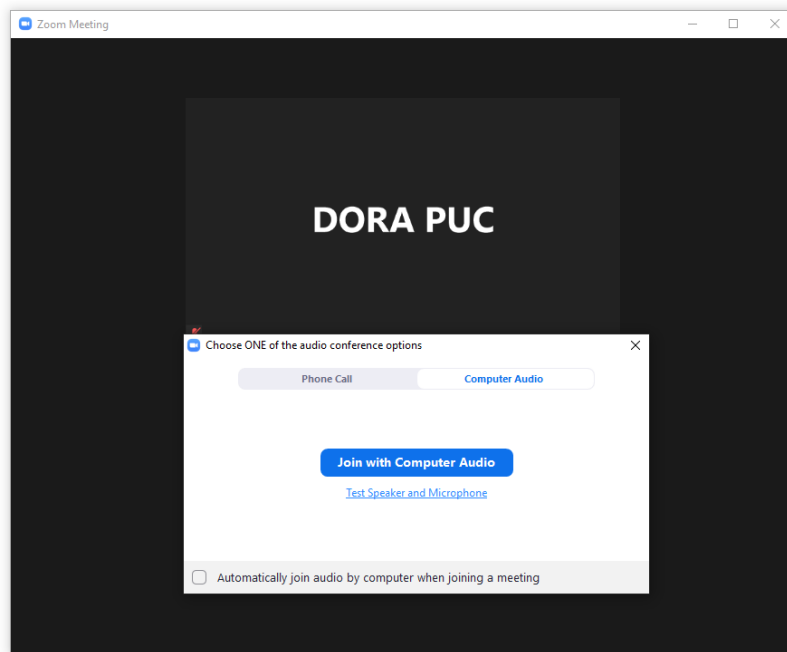 Zoom Meeting
DORA PUC
Choose ONE of the audio conference options
Phone Call
Computer Audio
Join with Computer Audio
Test Speaker and Microphone
Automatically join audio by computer when joining a meeting